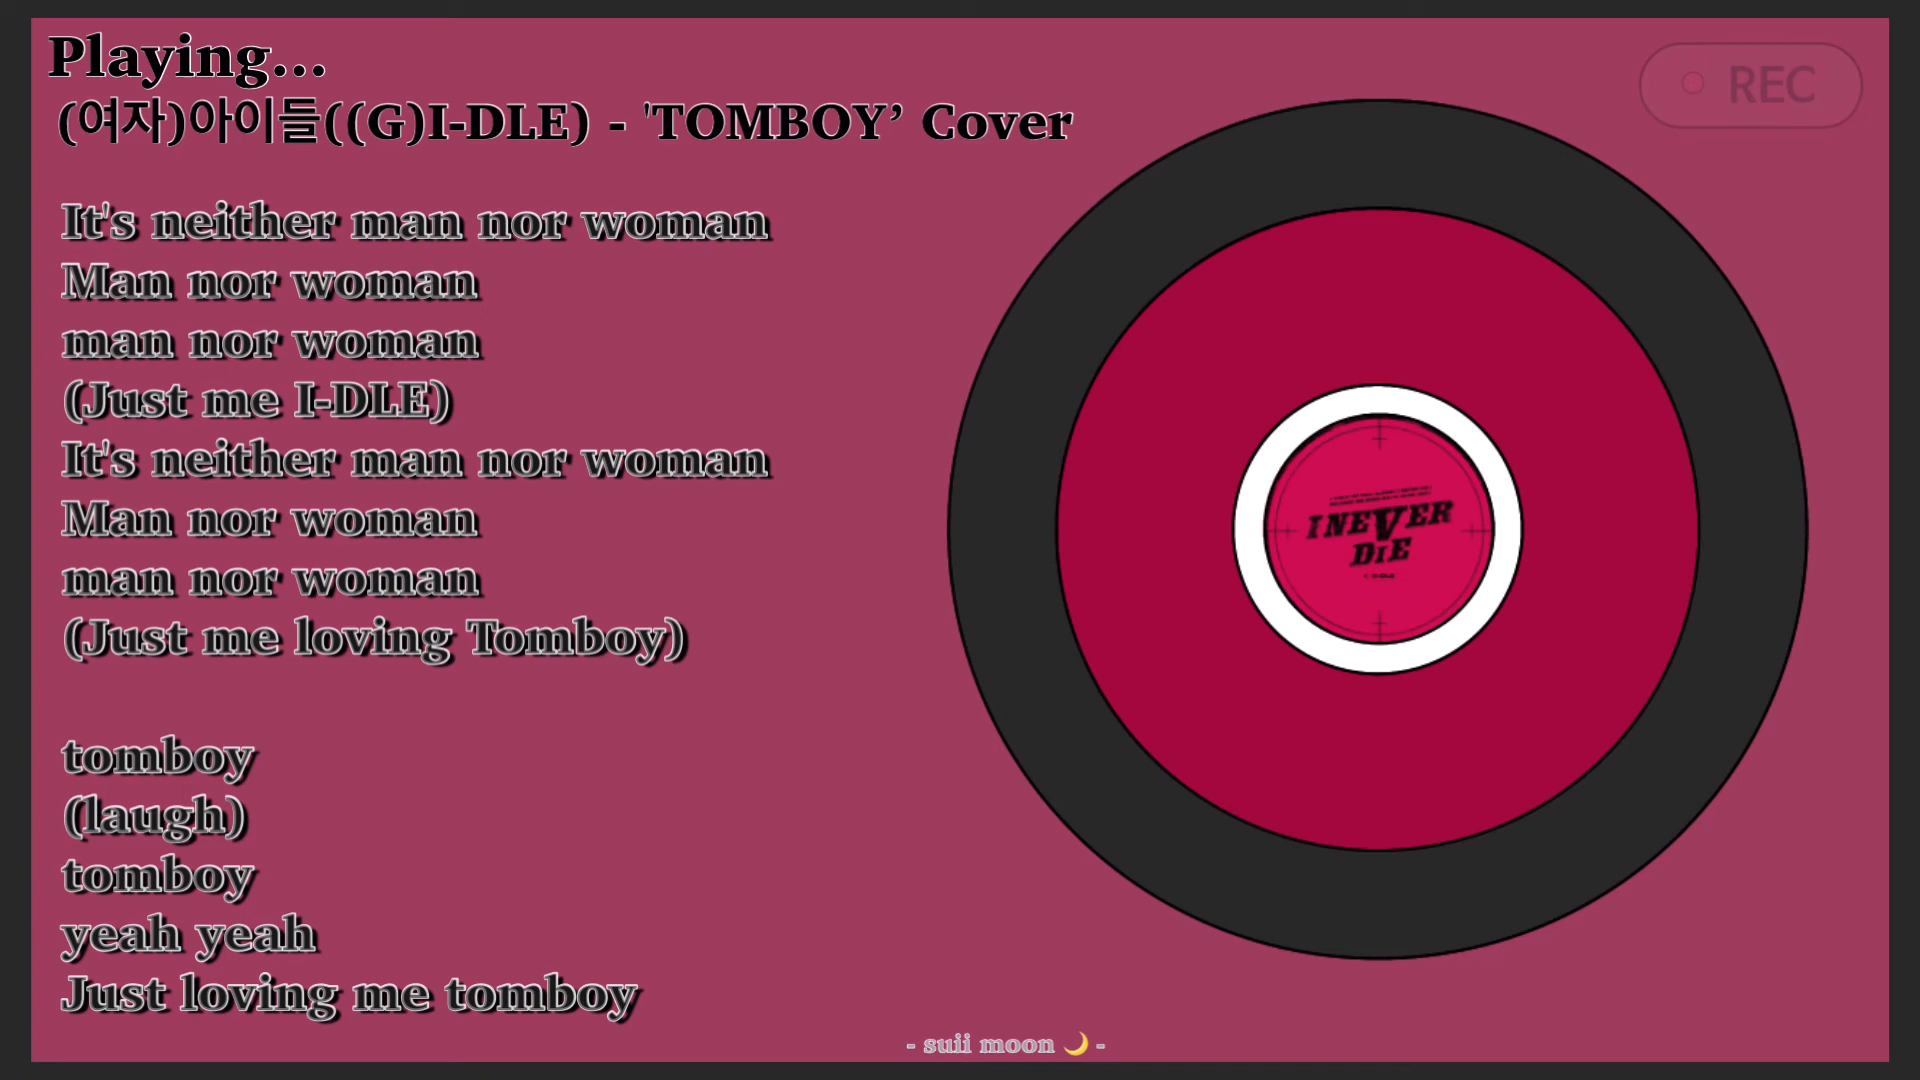 Playing...
(여자)아이들((G)I-DLE) - 'TOMBOY’ Cover
REC
It's neither man nor woman
Man nor woman
man nor woman
(Just me I-DLE)
It's neither man nor woman
Man nor woman
man nor woman
(Just me loving Tomboy)
tomboy
(laugh)
tomboy
yeah yeah
Just loving me tomboy
I NEVER
DIE
- suii moon 🌙 -